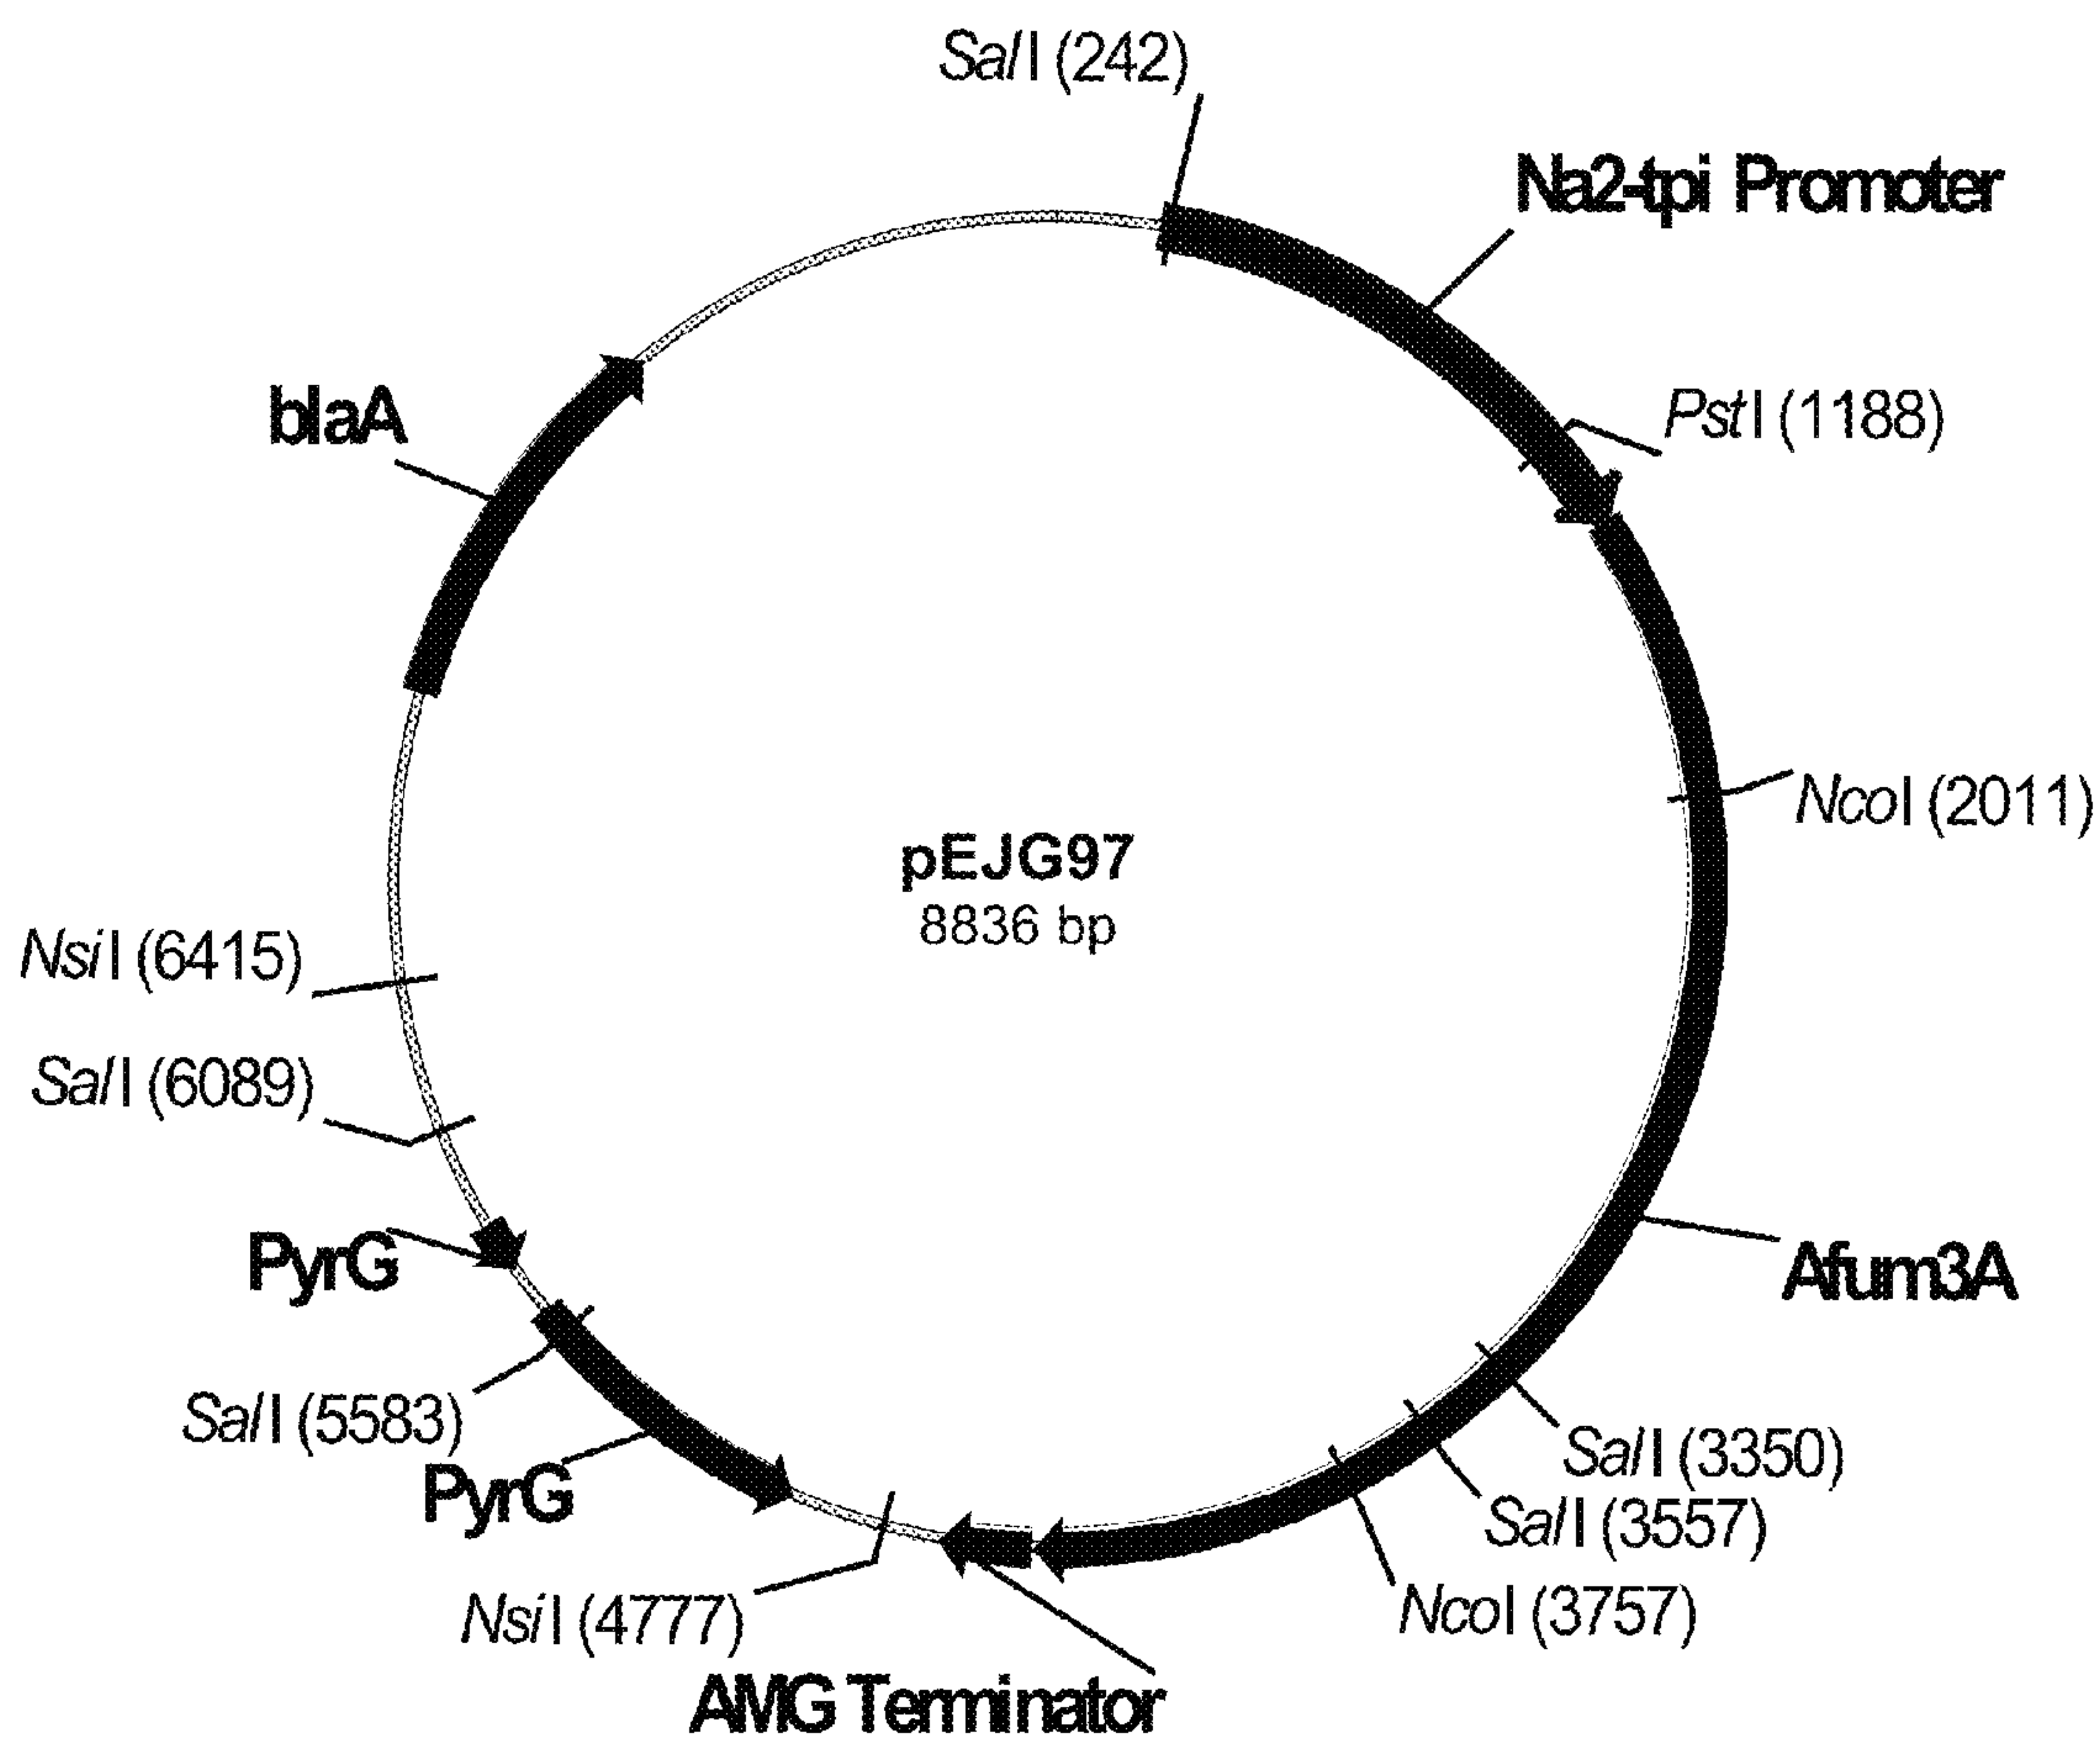 SalI (242)
Na2-tpi Promoter
blaA
PstI (1188)
NcoI (2011)
pEJG97
8836 bp
NsiI (6415)
SalI (6089)
PyrG
Afum3A
SalI (5583)
SalI (3350)
PyrG
SalI (3557)
NsiI (4777)
NcoI (3757)
AMG Terminator